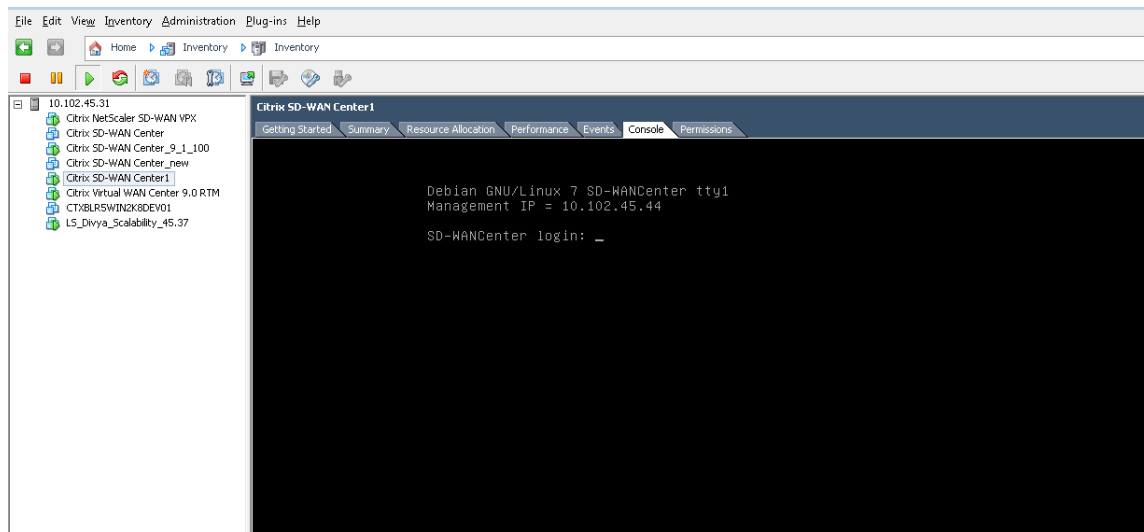 File Edit View Inventory Administration Plug-ins Help
Home Inventory Inventory
10.102.45.31
Citrix NetScaler SD-WAN VPX
Citrix SD-WAN Center
Citrix SD-WAN Center_9_1_100
Citrix SD-WAN Center_new
Citrix SD-WAN Center1
Citrix Virtual WAN Center 9.0 RTM
CTXBLR5WIN2K8DEV01
LS_Divya_Scalability_45.37
Citrix SD-WAN Center1
Getting Started Summary Resource Allocation Performance Events Console Permissions
Debian GNU/Linux 7 SD-WANCenter tty1
Management IP = 10.102.45.44
SD-WANCenter login: _